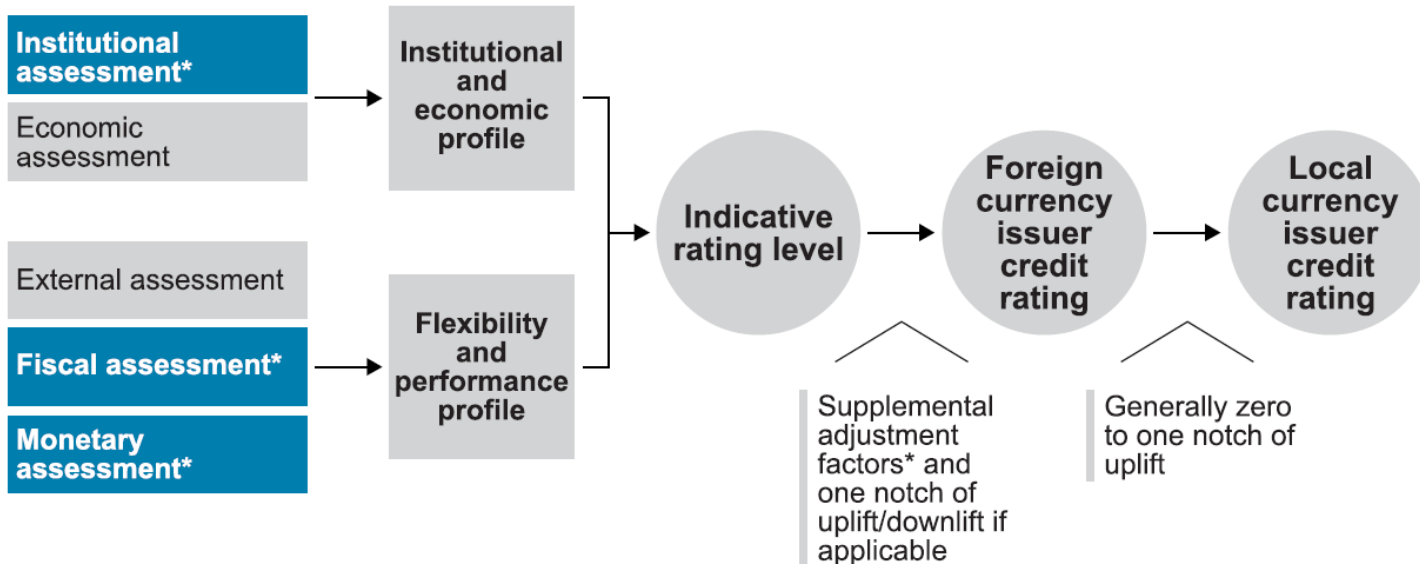 Institutional
assessment*
Economic
assessment
External assessment
Fiscal assessment*
Monetary
assessment*
Institutional
and
economic
profile
Flexibility
and
performance
profile
Indicative
rating level
Foreign
currency
issuer
credit
rating
Local
currency
issuer
credit
rating
Supplemental
adjustment
factors* and
one notch of
uplift/downlift if
applicable
Generally zero
to one notch of
uplift